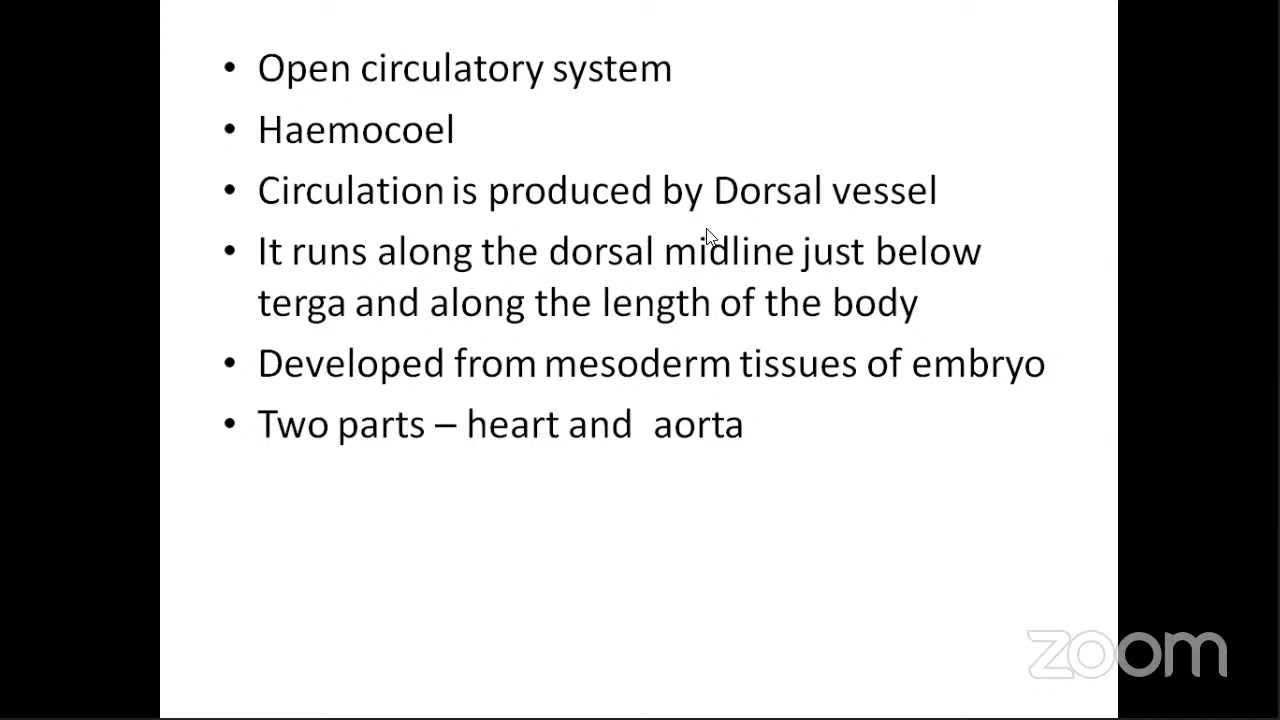 • Open circulatory system
• Haemocoel
• Circulation is produced by Dorsal vessel
• It runs along the dorsal midline just below
terga and along the length of the body
• Developed from mesoderm tissues of embryo
• Two parts – heart and aorta
zoom